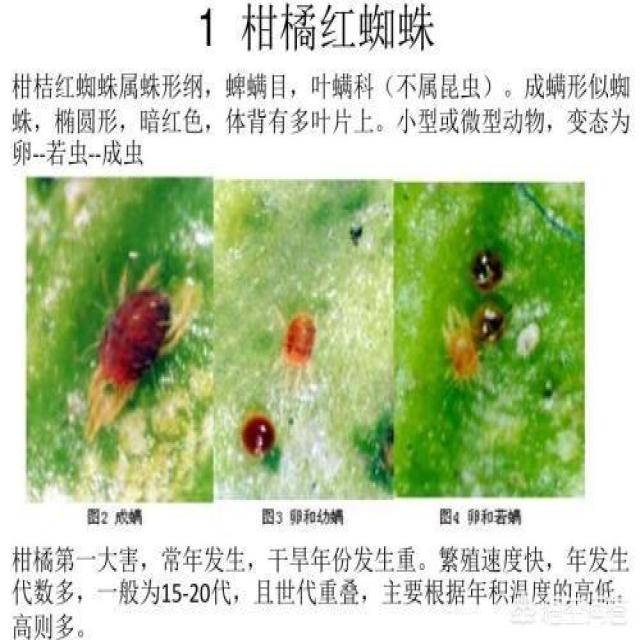 1 柑橘红蜘蛛
柑桔红蜘蛛属蛛形纲，蜱螨目，叶螨科（不属昆虫）。成螨形似蜘
蛛，椭圆形，暗红色，体背有多叶片上。小型或微型动物，变态为
卵--若虫--成虫
图2 成螨
图3 卵和幼螨
图4 卵和若螨
柑橘第一大害，常年发生，干旱年份发生重。繁殖速度快，年发生
代数多，一般为15-20代，且世代重叠，主要根据年积温度的高低.
高则多。